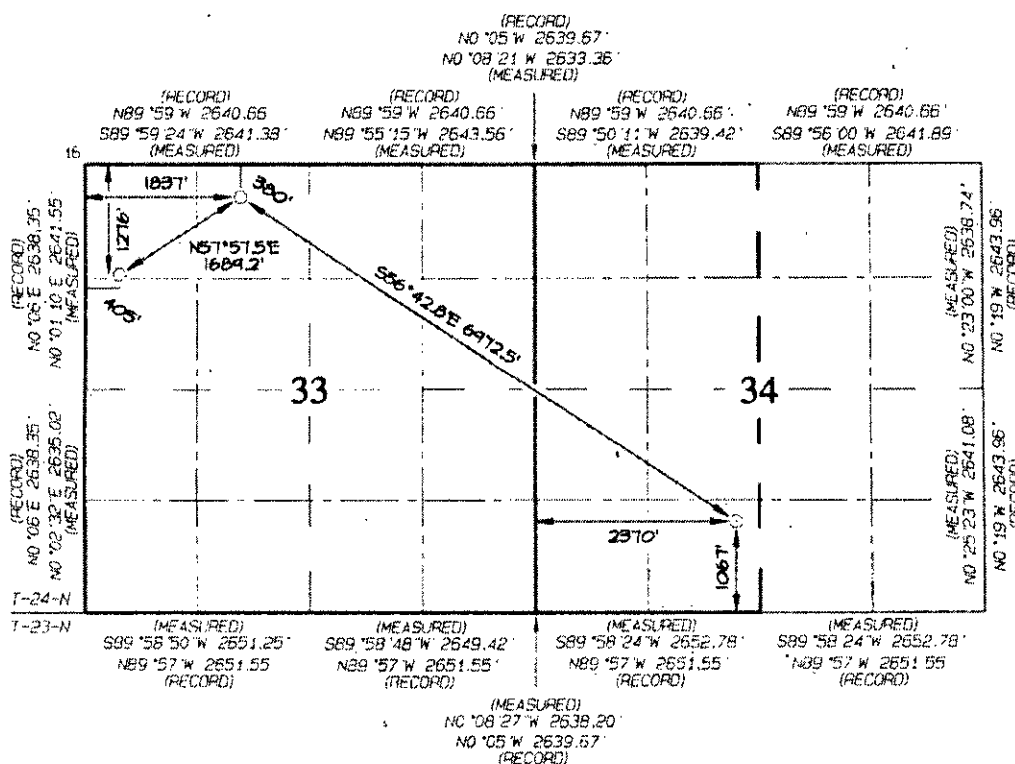 (RECORD)
N0 °05 W 2639.67'
N0 °08 21 W 2633.36'
(MEASURED)
(RECORD)
N89 °59 W 2640.66
S89 °59 24 W 2641.38'
(MEASURED)
(RECORD)
N89 °59 W 2640.66'
N89 °55 15 W 2643.56'
(MEASURED)
(RECORD)
N89 °59 W 2640.66'
S89 °50 11 W 2639.42'
(MEASURED)
(RECORD)
N89 °59 W 2640.66'
S89 °56 00 W 2641.89'
(MEASURED)
16
1837'
380'
1276'
N57°57.5'E
1689.2'
405'
S56°42.8'E 6972.5'
33
34
2370'
1067'
(RECORD)
N0 °06 E 2638.35'
N0 °01 10 E 2641.55
(MEASURED)
(RECORD)
N0 °06 E 2638.35'
N0 °02 32 E 2635.02'
(MEASURED)
(MEASURED)
N0 °23 00 W 2638.74'
N0 °19 W 2643.96'
(RECORD)
(MEASURED)
N0 °25 23 W 2641.08'
N0 °19 W 2643.96'
(RECORD)
T-24-N
T-23-N
(MEASURED)
S89 °58 50 W 2651.25'
N89 °57 W 2651.55
(RECORD)
(MEASURED)
S89 °58 48 W 2649.42'
N89 °57 W 2651.55'
(RECORD)
(MEASURED)
S89 °58 24 W 2652.78'
N89 °57 W 2651.55'
(RECORD)
(MEASURED)
S89 °58 24 W 2652.78'
N89 °57 W 2651.55
(RECORD)
(MEASURED)
N0 °08 27 W 2638.20'
N0 °05 W 2639.67'
(RECORD)